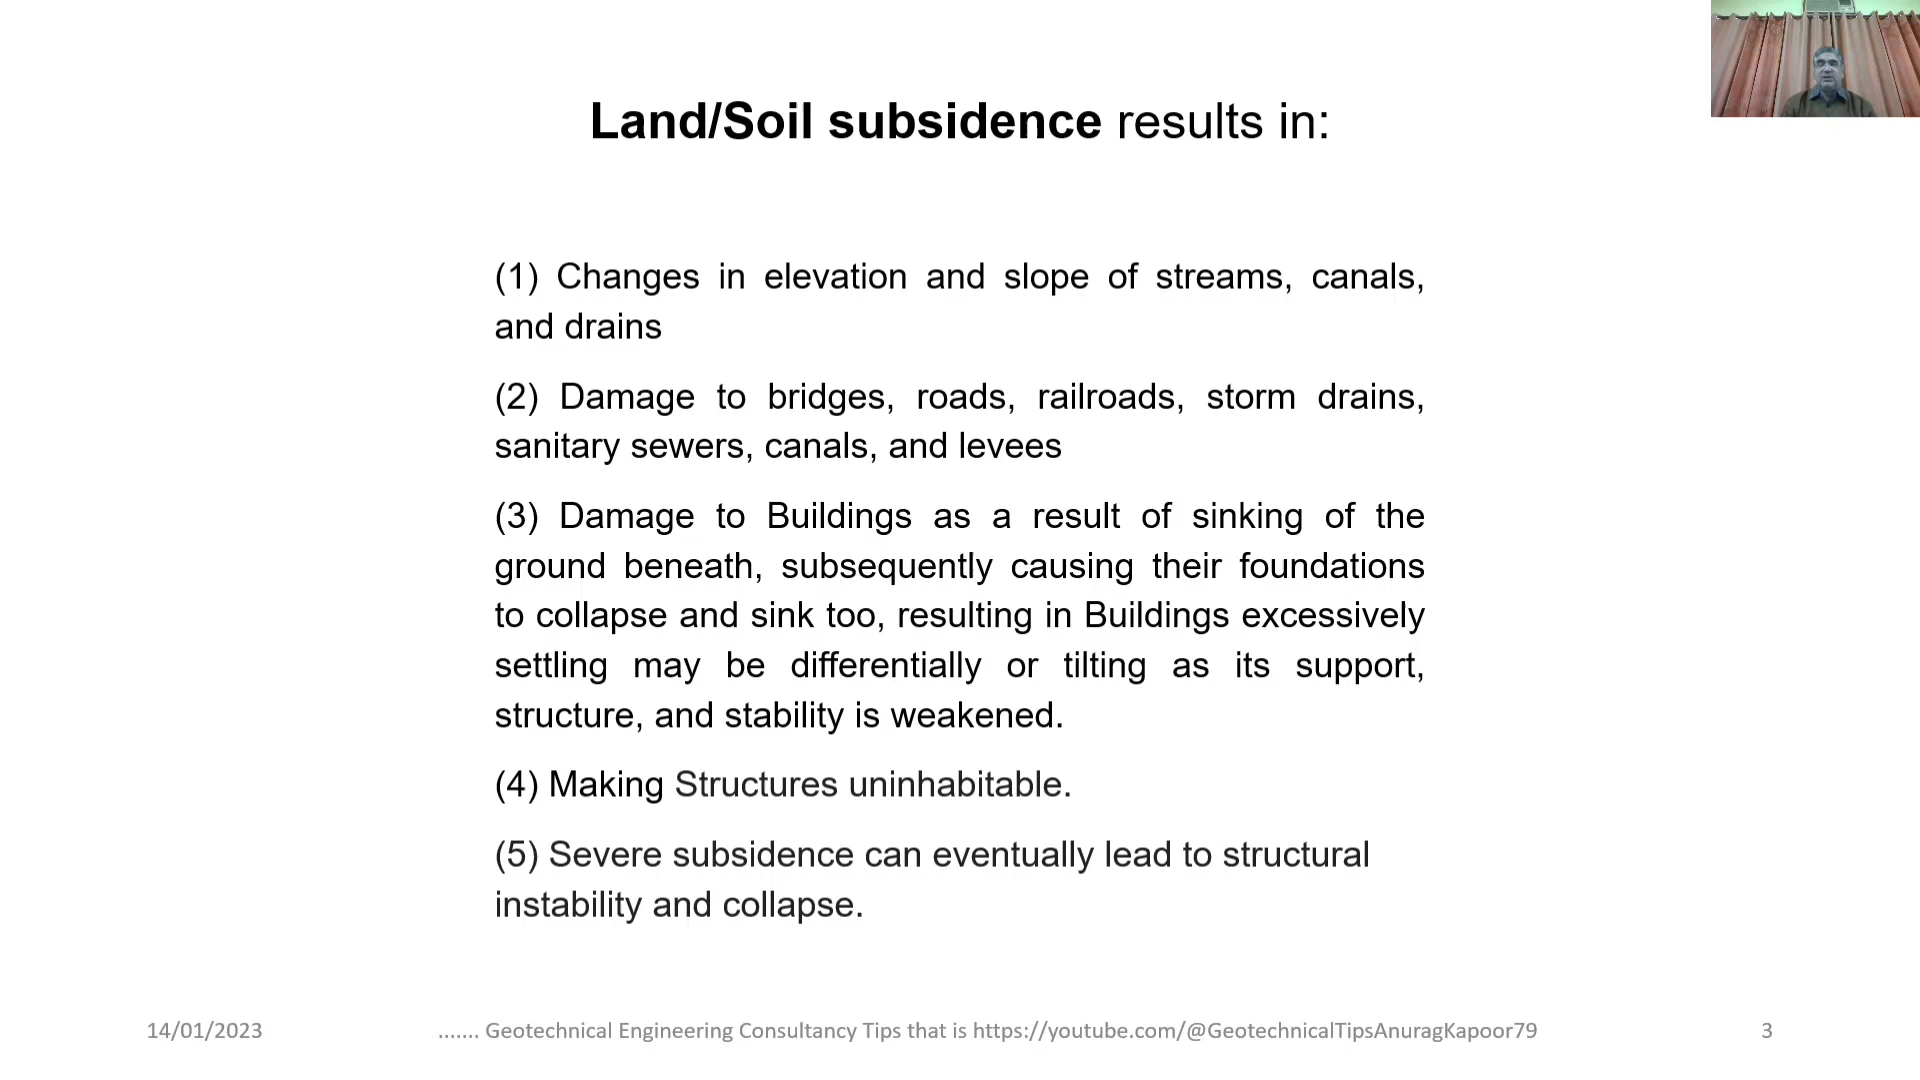 Land/Soil subsidence results in:
(1) Changes in elevation and slope of streams, canals,
and drains
(2) Damage to bridges, roads, railroads, storm drains,
sanitary sewers, canals, and levees
(3) Damage to Buildings as a result of sinking of the
ground beneath, subsequently causing their foundations
to collapse and sink too, resulting in Buildings excessively
settling may be differentially or tilting as its support,
structure, and stability is weakened.
(4) Making Structures uninhabitable.
(5) Severe subsidence can eventually lead to structural
instability and collapse.
14/01/2023
....... Geotechnical Engineering Consultancy Tips that is https://youtube.com/@GeotechnicalTipsAnuragKapoor79
3